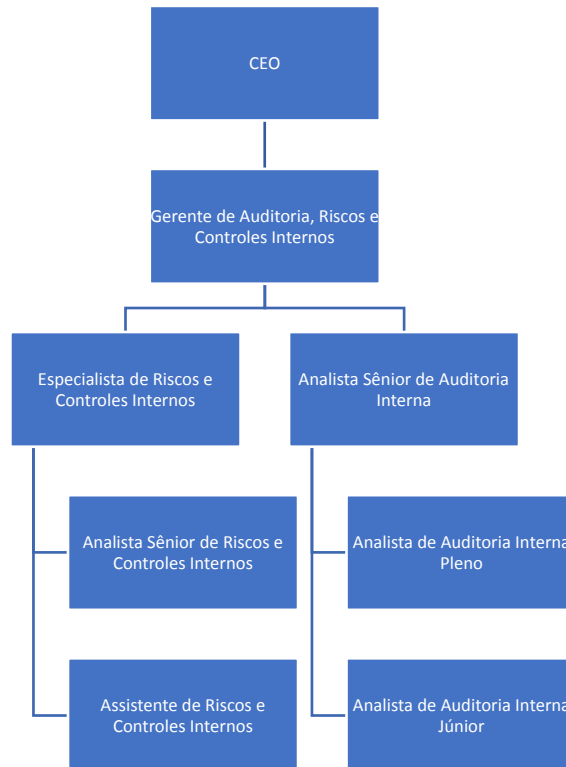 CEO
Gerente de Auditoria, Riscos e
Controles Internos
Especialista de Riscos e
Controles Internos
Analista Sênior de Auditoria
Interna
Analista Sênior de Riscos e
Controles Internos
Analista de Auditoria Interna
Pleno
Assistente de Riscos e
Controles Internos
Analista de Auditoria Interna
Júnior